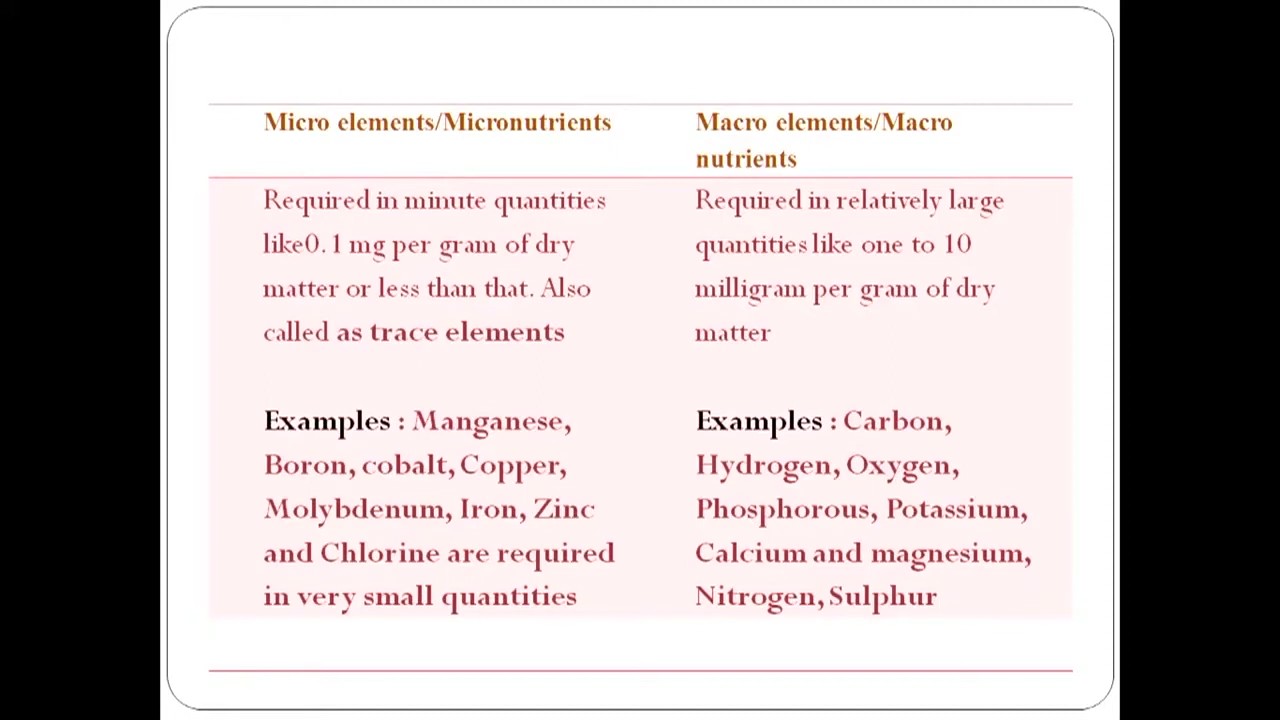 Micro elements/Micronutrients
Required in minute quantities
like0.1 mg per gram of dry
matter or less than that. Also
called as trace elements
Examples : Manganese,
Boron, cobalt, Copper,
Molybdenum, Iron, Zinc
and Chlorine are required
in very small quantities
Macro elements/Macro
nutrients
Required in relatively large
quantities like one to 10
milligram per gram of dry
matter
Examples : Carbon,
Hydrogen, Oxygen,
Phosphorous, Potassium,
Calcium and magnesium,
Nitrogen, Sulphur